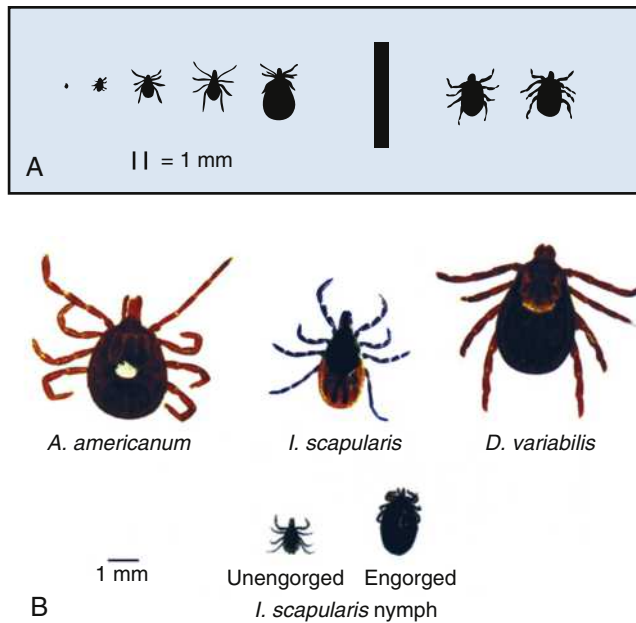 A
|| = 1 mm
A. americanum
I. scapularis
D. variabilis
1 mm
Unengorged
Engorged
B
I. scapularis nymph